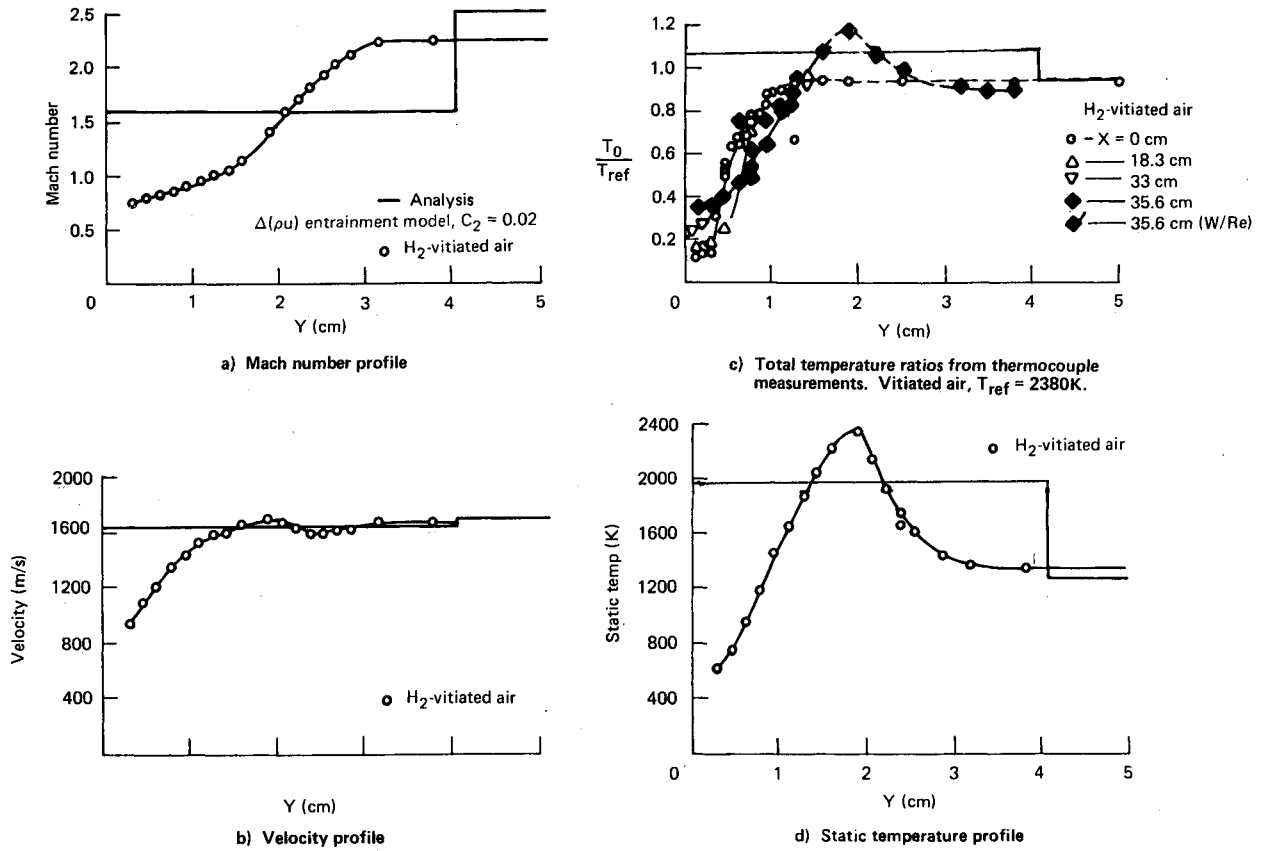 2.5
2.0
1.5
1.0
0.5
Mach number
Analysis
Δ(ρu) entrainment model, C2 = 0.02
H2-vitiated air
0 1 2 3 4 5
Y (cm)
a) Mach number profile
1.2
1.0
0.8
0.6
0.4
0.2
T0
Tref
H2-vitiated air
X = 0 cm
18.3 cm
33 cm
35.6 cm
35.6 cm (W/Re)
0 1 2 3 4 5
Y (cm)
c) Total temperature ratios from thermocouple
measurements. Vitiated air, Tref = 2380K.
2000
1600
1200
800
400
Velocity (m/s)
H2-vitiated air
Y (cm)
b) Velocity profile
2400
2000
1600
1200
800
400
Static temp (K)
H2-vitiated air
0 1 2 3 4 5
Y (cm)
d) Static temperature profile